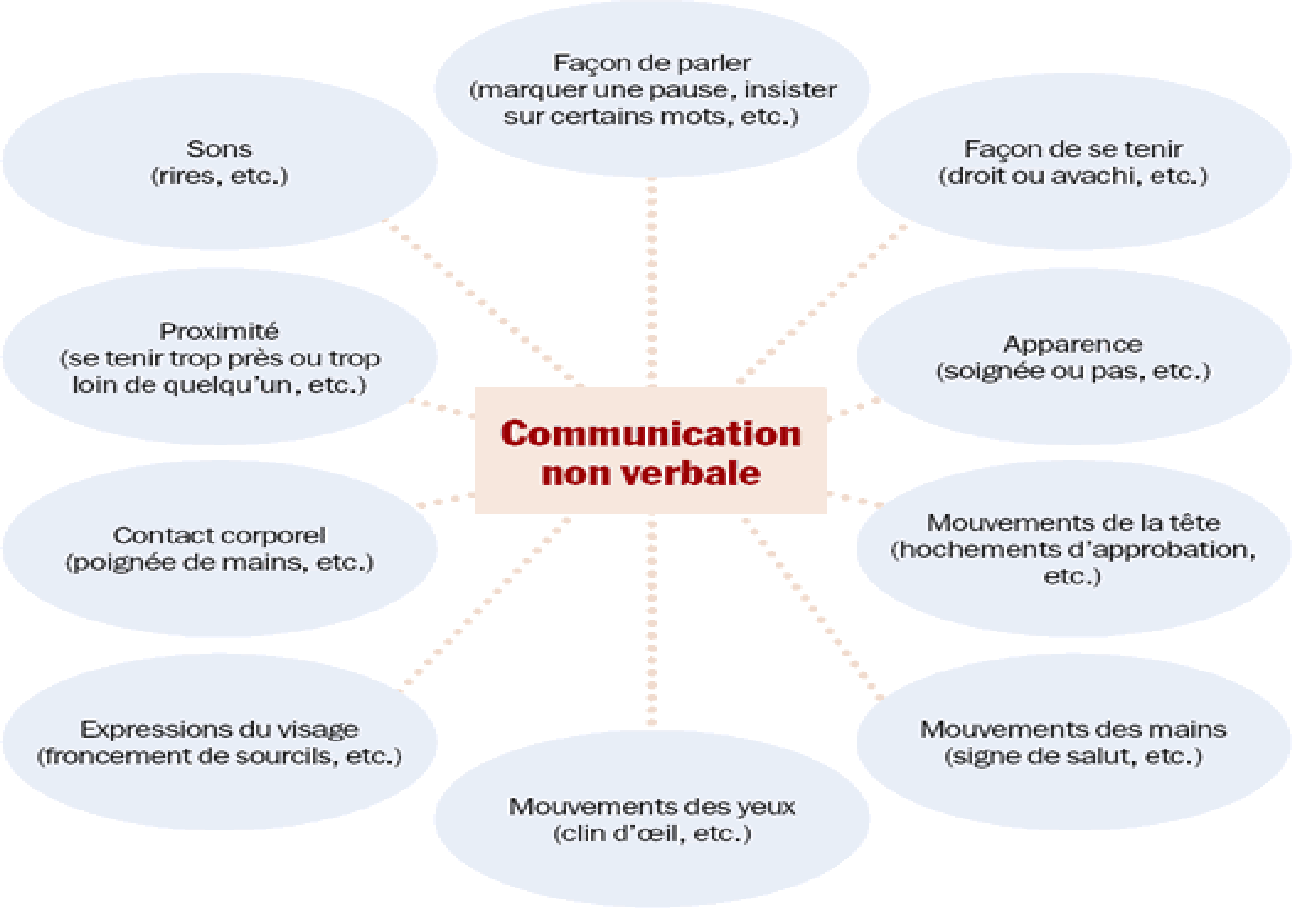 Façon de parler
(marquer une pause, insister
sur certains mots, etc.)
Sons
(rires, etc.)
Façon de se tenir
(droit ou avachi, etc.)
Proximité
(se tenir trop près ou trop
loin de quelqu'un, etc.)
Apparence
(soignée ou pas, etc.)
Communication
non verbale
Contact corporel
(poignée de mains, etc.)
Mouvements de la tête
(hochements d'approbation,
etc.)
Expressions du visage
(froncement de sourcils, etc.)
Mouvements des mains
(signe de salut, etc.)
Mouvements des yeux
(clin d'œil, etc.)